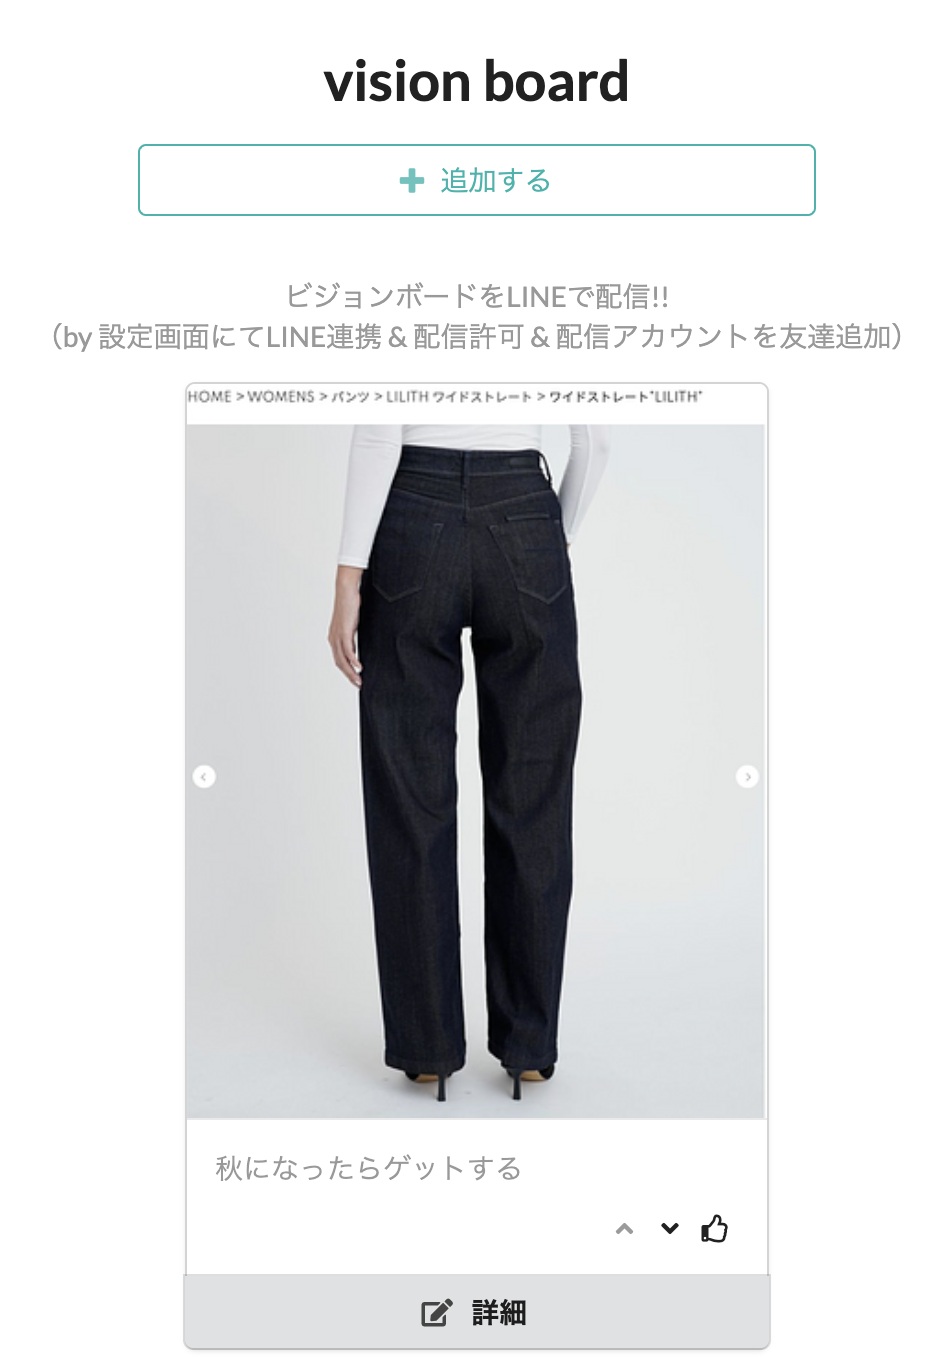 vision board
追加する
ビジョンボードをLINEで配信!!
（by 設定画面にてLINE連携 & 配信許可 & 配信アカウントを友達追加）
HOME > WOMENS > パンツ > LILITH ワイドストレート > ワイドストレート"LILITH"
秋になったらゲットする
詳細